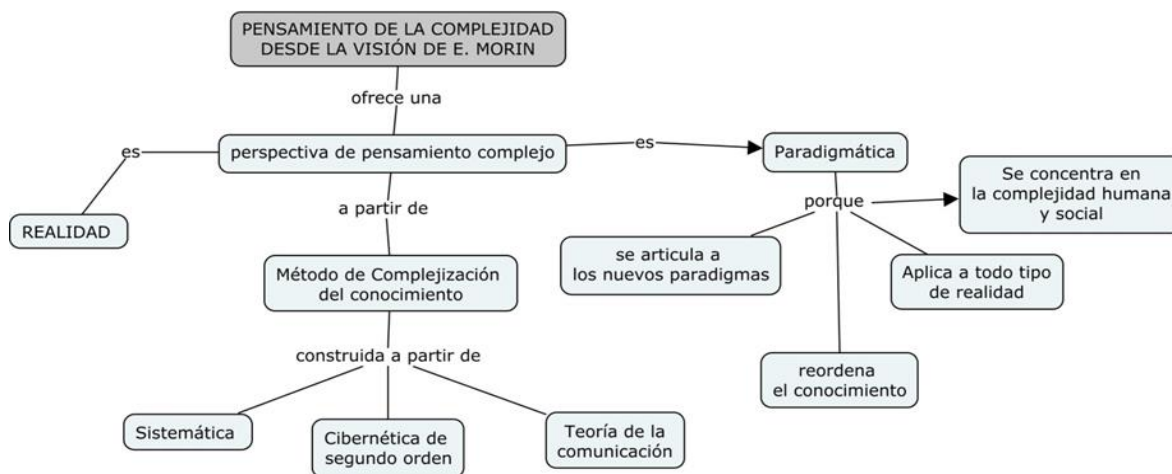 PENSAMIENTO DE LA COMPLEJIDAD
DESDE LA VISIÓN DE E. MORIN
ofrece una
es
perspectiva de pensamiento complejo
es
Paradigmática
REALIDAD
a partir de
porque
Se concentra en
la complejidad humana
y social
se articula a
los nuevos paradigmas
Aplica a todo tipo
de realidad
reordena
el conocimiento
Método de Complejización
del conocimiento
construida a partir de
Sistemática
Cibernética de
segundo orden
Teoría de la
comunicación